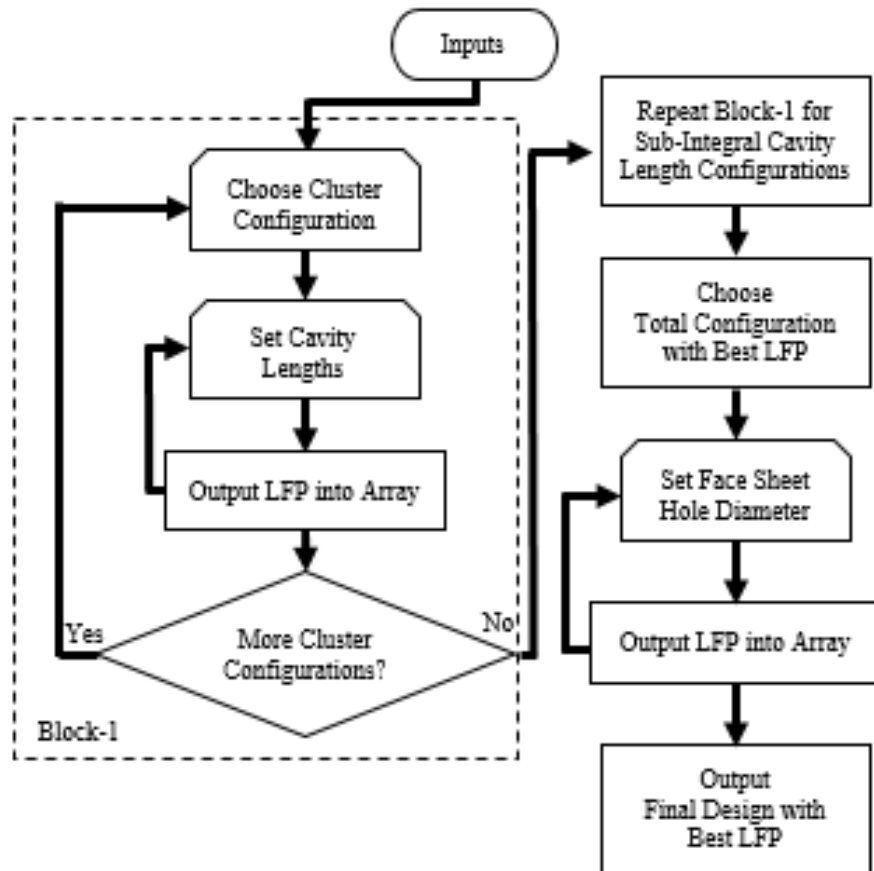 Inputs
Choose Cluster
Configuration
Set Cavity
Lengths
Output LFP into Array
More Cluster
Configurations?
Yes
No
Block-1
Repeat Block-1 for
Sub-Integral Cavity
Length Configurations
Choose
Total Configuration
with Best LFP
Set Face Sheet
Hole Diameter
Output LFP into Array
Output
Final Design with
Best LFP